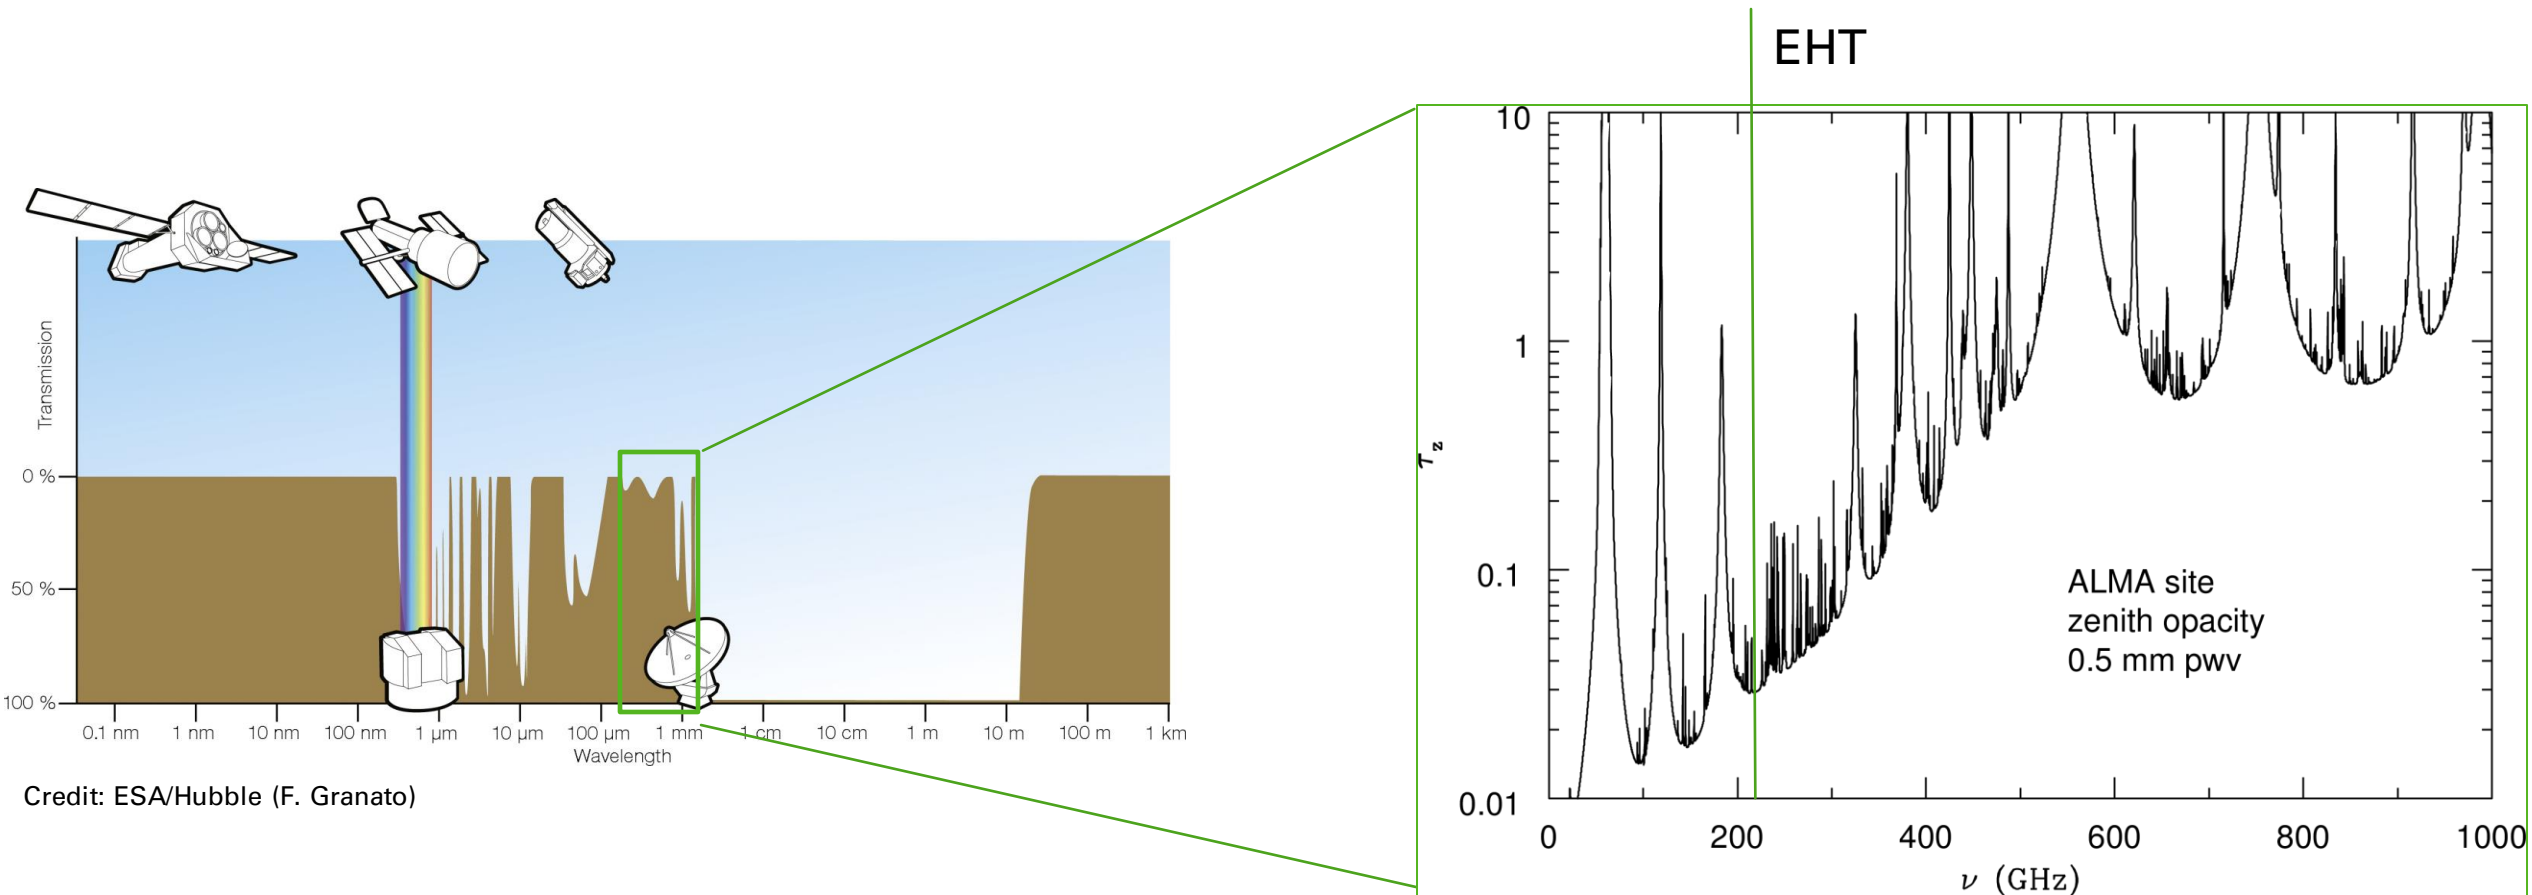 EHT
Transmission
0 %
50 %
100 %
0.1 nm 1 nm 10 nm 100 nm 1 μm 10 μm 100 μm 1 mm 1 cm 10 cm 1 m 10 m 100 m 1 km
Wavelength
Credit: ESA/Hubble (F. Granato)
10
1
0.1
0.01
τz
ALMA site
zenith opacity
0.5 mm pwv
0 200 400 600 800 1000
ν (GHz)